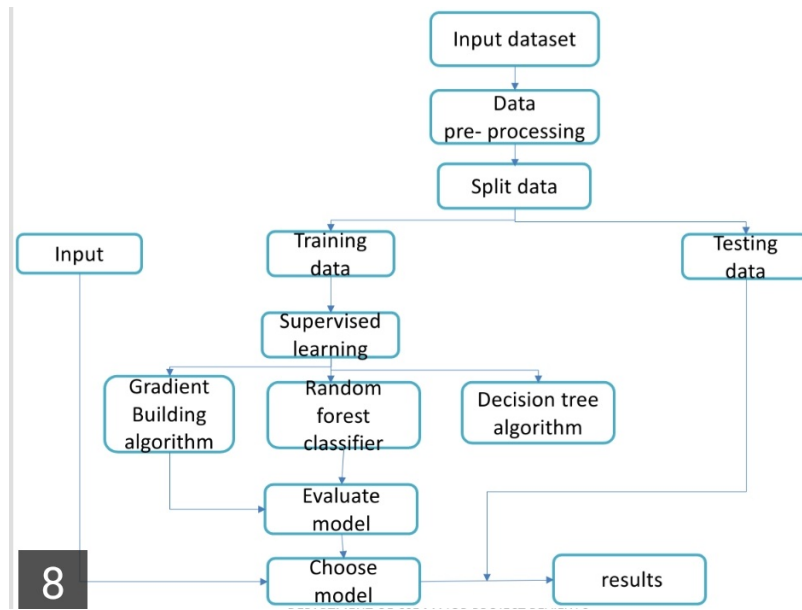 Input dataset
Data
pre- processing
Split data
Input
Training
data
Testing
data
Supervised
learning
Gradient
Building
algorithm
Random
forest
classifier
Decision tree
algorithm
Evaluate
model
Choose
model
results
8